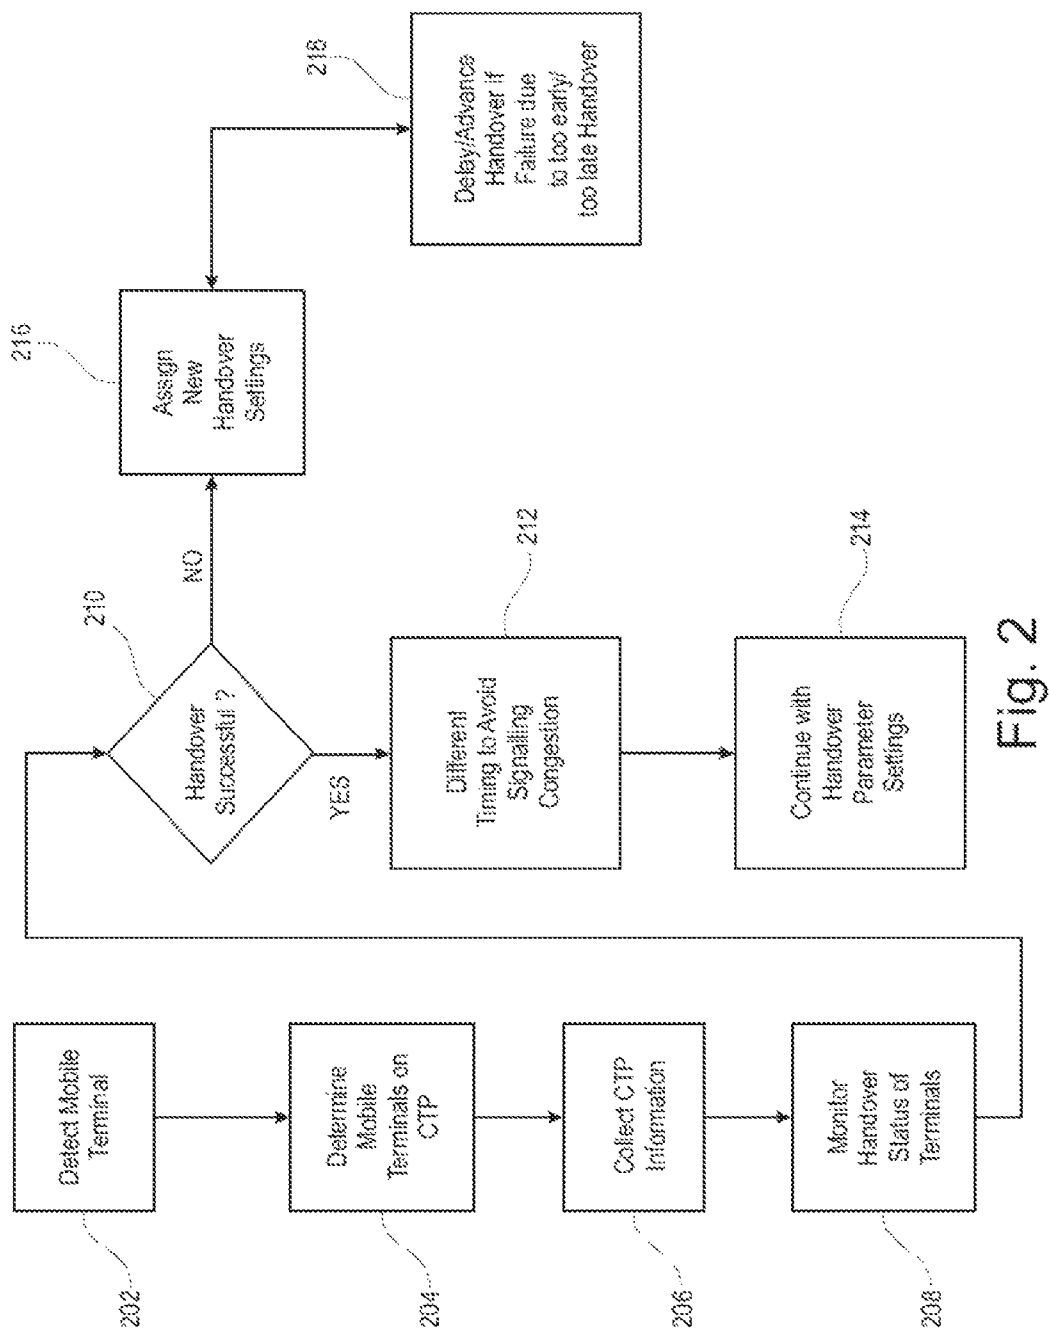 202
Detect Mobile
Terminal
204
Determine
Mobile
Terminals on
CTP
206
Collect CTP
Information
208
Monitor
Handover
Status of
Terminals
210
Handover
Successful ?
YES
NO
212
Different
Timing to Avoid
Signalling
Congestion
214
Continue with
Handover
Parameter
Settings
216
Assign
New
Handover
Settings
218
Delay/Advance
Handover if
Failure due
to too early/
too late Handover
Fig. 2